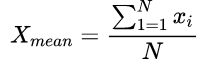 X_{mean} = \frac{\sum_{1=1}^{N} x_i}{N}